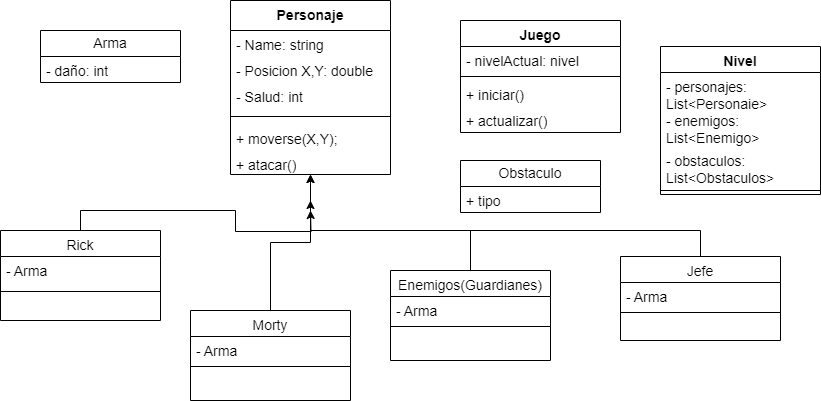 Arma
- daño: int
Personaje
- Name: string
- Posicion X,Y: double
- Salud: int
+ moverse(X,Y);
+ atacar()
Juego
- nivelActual: nivel
+ iniciar()
+ actualizar()
Nivel
- personajes:
List<Personaie>
- enemigos:
List<Enemigo>
- obstaculos:
List<Obstaculos>
Obstaculo
+ tipo
Rick
- Arma
Morty
- Arma
Enemigos(Guardianes)
- Arma
Jefe
- Arma